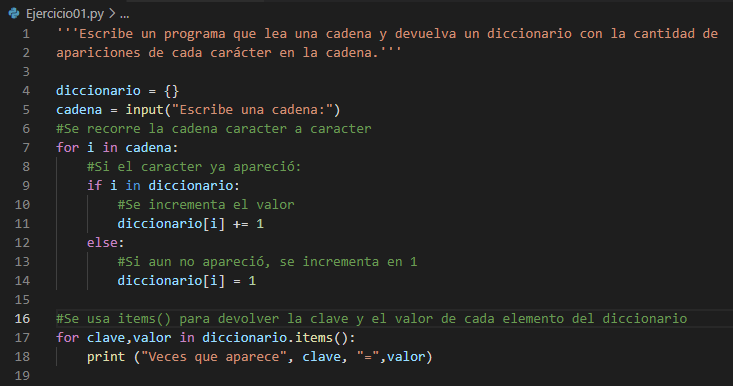 Ejercicio01.py > ...
1 '''Escribe un programa que lea una cadena y devuelva un diccionario con la cantidad de
2 apariciones de cada carácter en la cadena.'''
3
4 diccionario = {}
5 cadena = input("Escribe una cadena:")
6 #Se recorre la cadena caracter a caracter
7 for i in cadena:
8     #Si el caracter ya apareció:
9     if i in diccionario:
10         #Se incrementa el valor
11         diccionario[i] += 1
12     else:
13         #Si aun no apareció, se incrementa en 1
14         diccionario[i] = 1
15
16 #Se usa items() para devolver la clave y el valor de cada elemento del diccionario
17 for clave,valor in diccionario.items():
18     print ("Veces que aparece", clave, "=",valor)
19